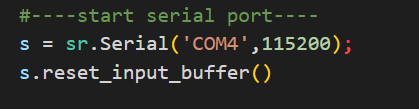 #----start serial port----
s = sr.Serial('COM4',115200);
s.reset_input_buffer()